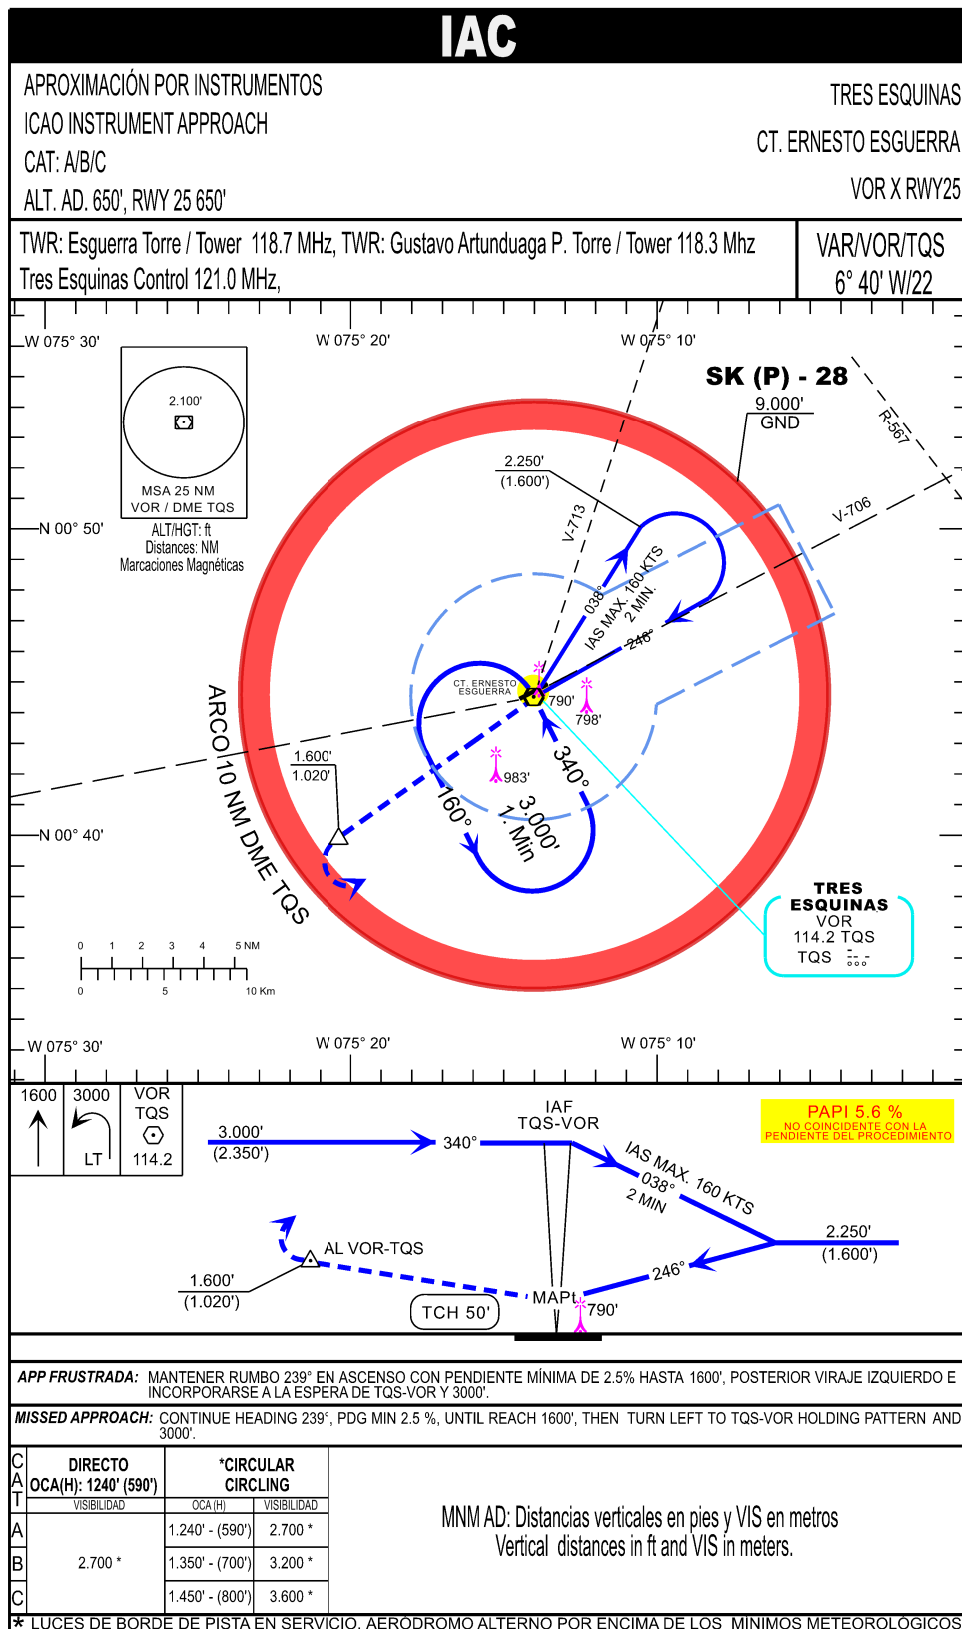 IAC
APROXIMACIÓN POR INSTRUMENTOS
ICAO INSTRUMENT APPROACH
CAT: A/B/C
ALT. AD. 650', RWY 25 650'
TRES ESQUINAS
CT. ERNESTO ESGUERRA
VOR X RWY25
TWR: Esguerra Torre / Tower 118.7 MHz, TWR: Gustavo Artunduaga P. Torre / Tower 118.3 Mhz
Tres Esquinas Control 121.0 MHz,
VAR/VOR/TQS
6° 40' W/22
W 075° 30'
W 075° 20'
W 075° 10'
2.100'
MSA 25 NM
VOR / DME TQS
ALT/HGT: ft
Distances: NM
Marcaciones Magnéticas
SK (P) - 28
9.000'
GND
R-567
V-706
V-713
2.250'
(1.600')
N 00° 50'
038°
IAS MAX. 160 KTS
2 MIN.
248°
CT. ERNESTO
ESGUERRA
790'
798'
983'
340°
160°
3.000'
1. Min
1.600'
1.020'
ARCO 10 NM DME TQS
N 00° 40'
TRES
ESQUINAS
VOR
114.2 TQS
TQS
0 1 2 3 4 5 NM
0 5 10 Km
W 075° 30'
W 075° 20'
W 075° 10'
1600
3000
LT
VOR
TQS
114.2
3.000'
(2.350')
340°
IAF
TQS-VOR
IAS MAX. 160 KTS
038°
2 MIN
PAPI 5.6 %
NO COINCIDENTE CON LA
PENDIENTE DEL PROCEDIMIENTO
2.250'
(1.600')
246°
AL VOR-TQS
1.600'
(1.020')
TCH 50'
MAPt
790'
APP FRUSTRADA: MANTENER RUMBO 239° EN ASCENSO CON PENDIENTE MÍNIMA DE 2.5% HASTA 1600', POSTERIOR VIRAJE IZQUIERDO E
INCORPORARSE A LA ESPERA DE TQS-VOR Y 3000'.
MISSED APPROACH: CONTINUE HEADING 239°, PDG MIN 2.5 %, UNTIL REACH 1600', THEN TURN LEFT TO TQS-VOR HOLDING PATTERN AND
3000'.
CAT
DIRECTO
OCA(H): 1240' (590')
VISIBILIDAD
*CIRCULAR
CIRCLING
OCA (H) VISIBILIDAD
A 1.240' - (590') 2.700 *
B 2.700 * 1.350' - (700') 3.200 *
C 1.450' - (800') 3.600 *
MNM AD: Distancias verticales en pies y VIS en metros
Vertical distances in ft and VIS in meters.
* LUCES DE BORDE DE PISTA EN SERVICIO, AERÓDROMO ALTERNO POR ENCIMA DE LOS MÍNIMOS METEOROLÓGICOS